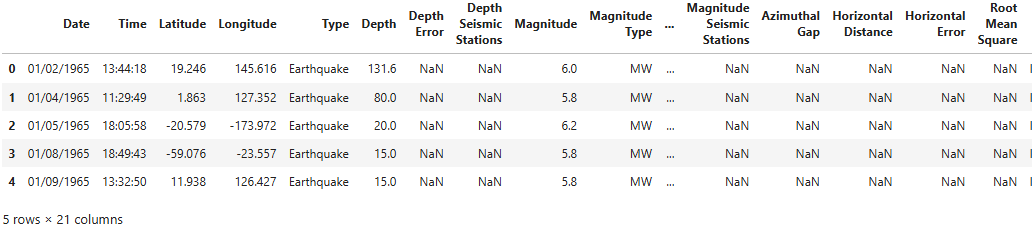 Date Time Latitude Longitude Type Depth Depth Error Depth Seismic Stations Magnitude Magnitude Type ... Magnitude Seismic Stations Azimuthal Gap Horizontal Distance Horizontal Error Root Mean Square
0 01/02/1965 13:44:18 19.246 145.616 Earthquake 131.6 NaN NaN 6.0 MW ... NaN NaN NaN NaN NaN
1 01/04/1965 11:29:49 1.863 127.352 Earthquake 80.0 NaN NaN 5.8 MW ... NaN NaN NaN NaN NaN
2 01/05/1965 18:05:58 -20.579 -173.972 Earthquake 20.0 NaN NaN 6.2 MW ... NaN NaN NaN NaN NaN
3 01/08/1965 18:49:43 -59.076 -23.557 Earthquake 15.0 NaN NaN 5.8 MW ... NaN NaN NaN NaN NaN
4 01/09/1965 13:32:50 11.938 126.427 Earthquake 15.0 NaN NaN 5.8 MW ... NaN NaN NaN NaN NaN
5 rows × 21 columns